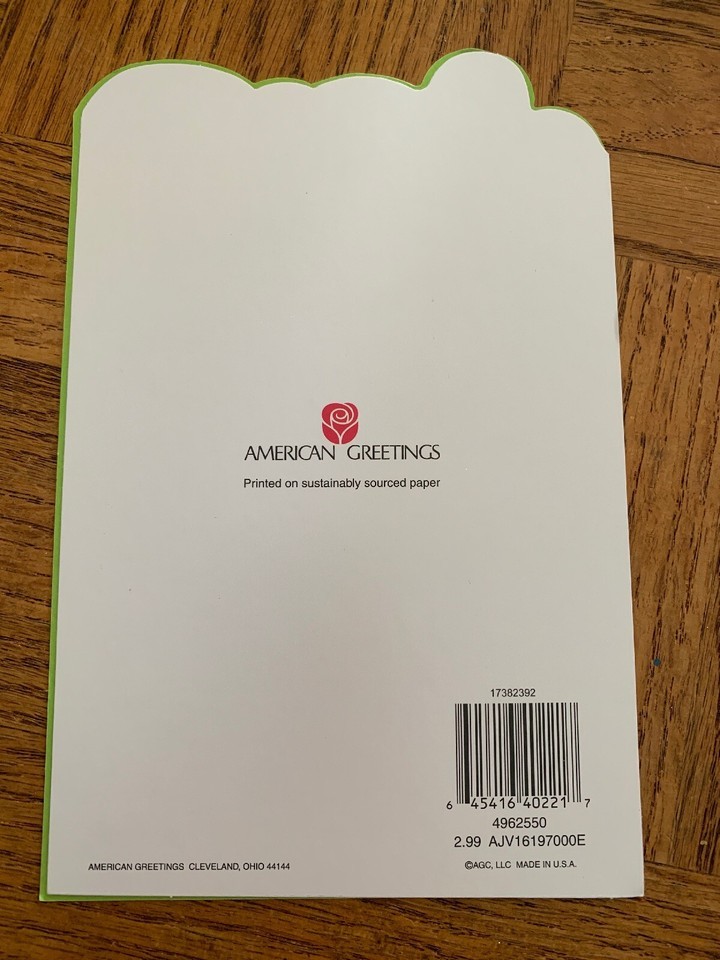 AMERICAN GREETINGS
Printed on sustainably sourced paper
17382392
6 45416 40221 7
4962550
2.99 AJV16197000E
AMERICAN GREETINGS CLEVELAND, OHIO 44144
©AGC, LLC MADE IN U.S.A.